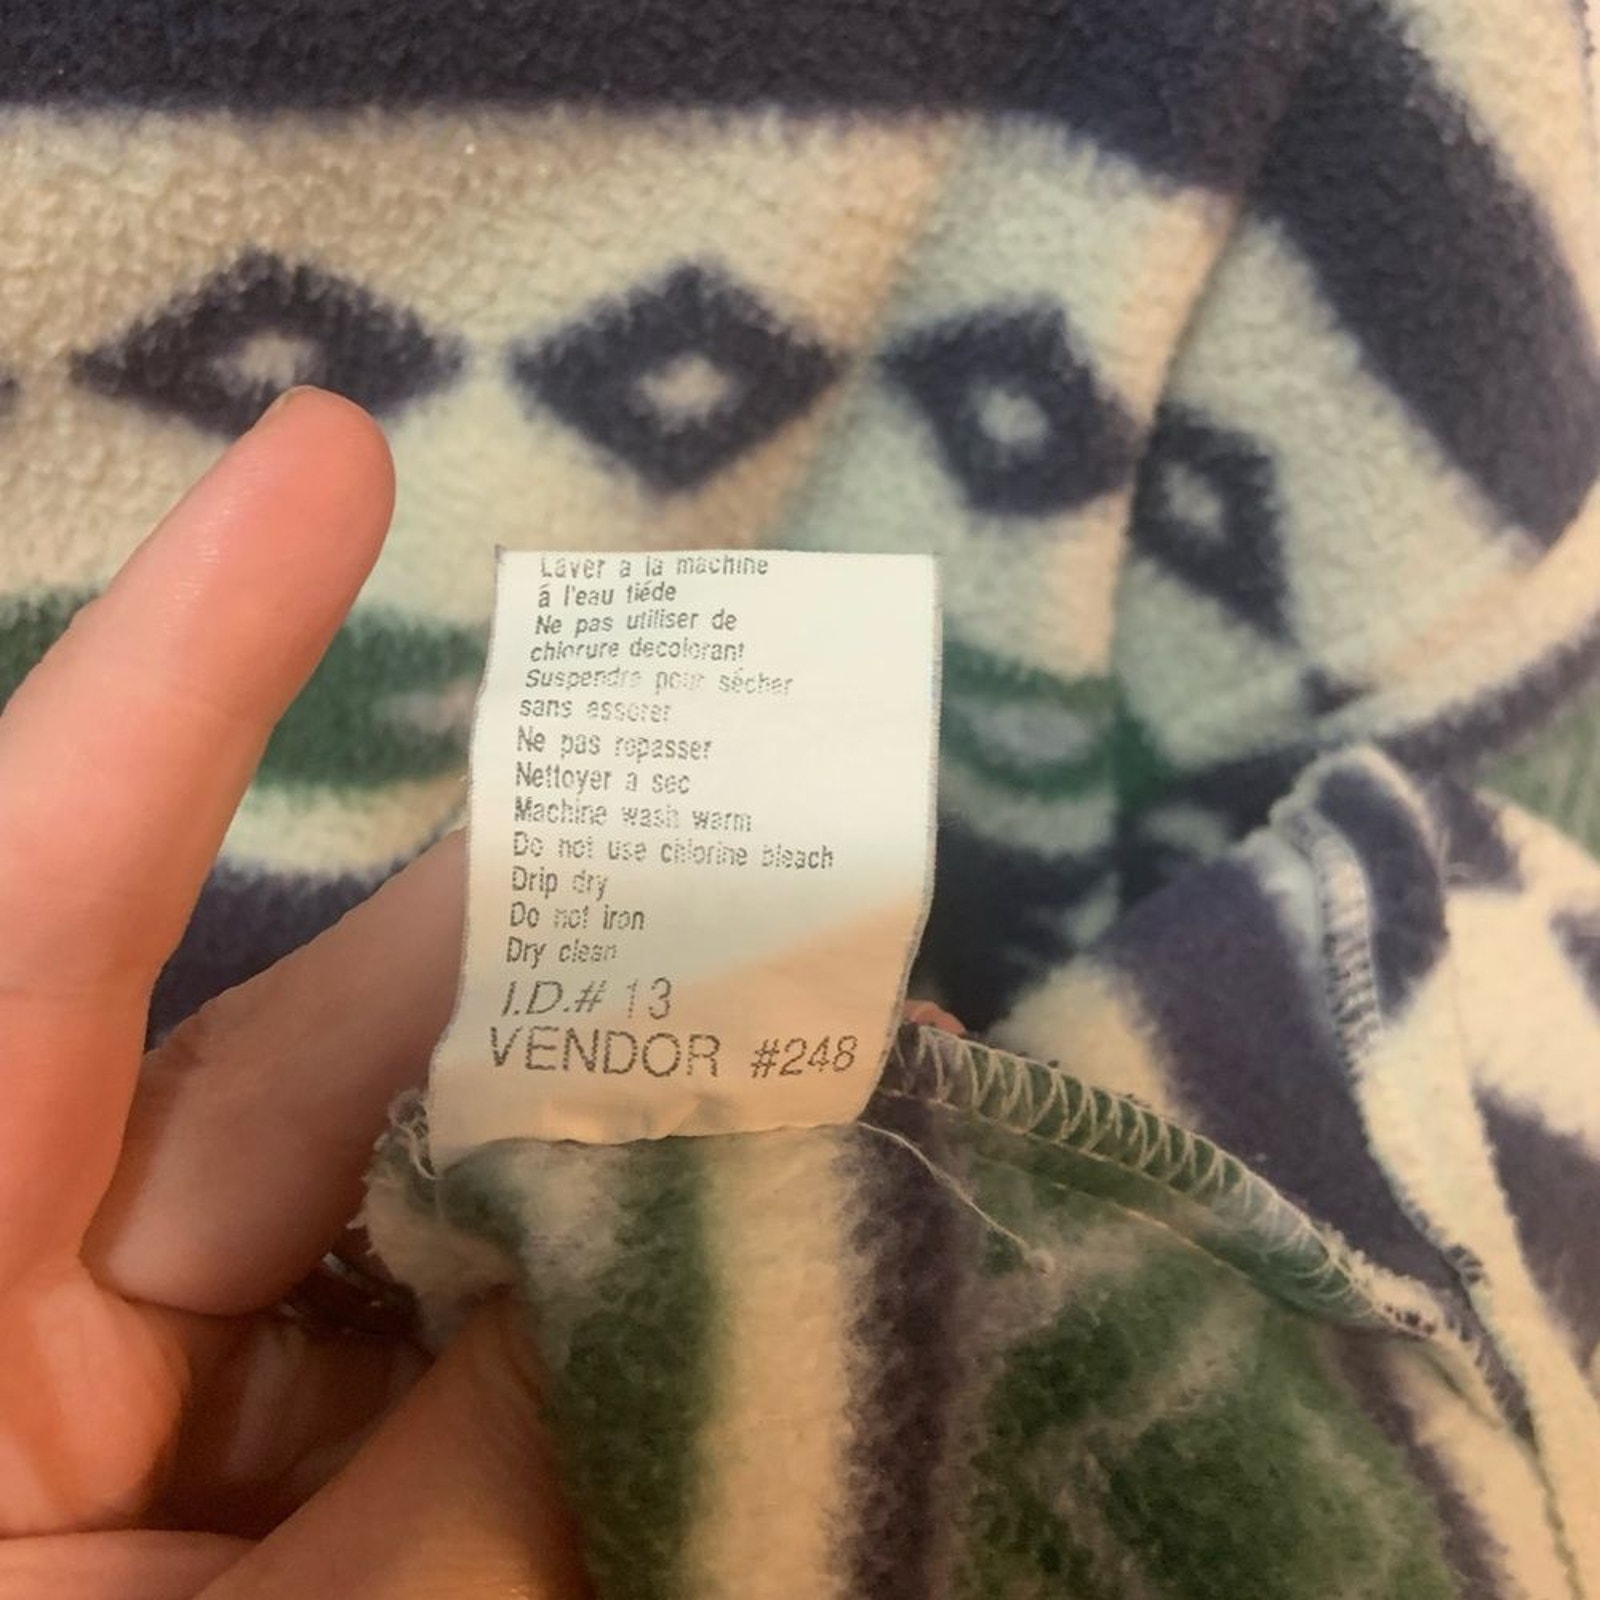 Laver a la machine
á l'eau tiéde
Ne pas utiliser de
chlorure decolorant
Suspendre pour sécher
sans essorer
Ne pas ropasser
Nettoyer a sec
Machine wash warm
Do not use chlorine bleach
Drip dry
Do not iron
Dry clean
I.D.# 13
VENDOR #248